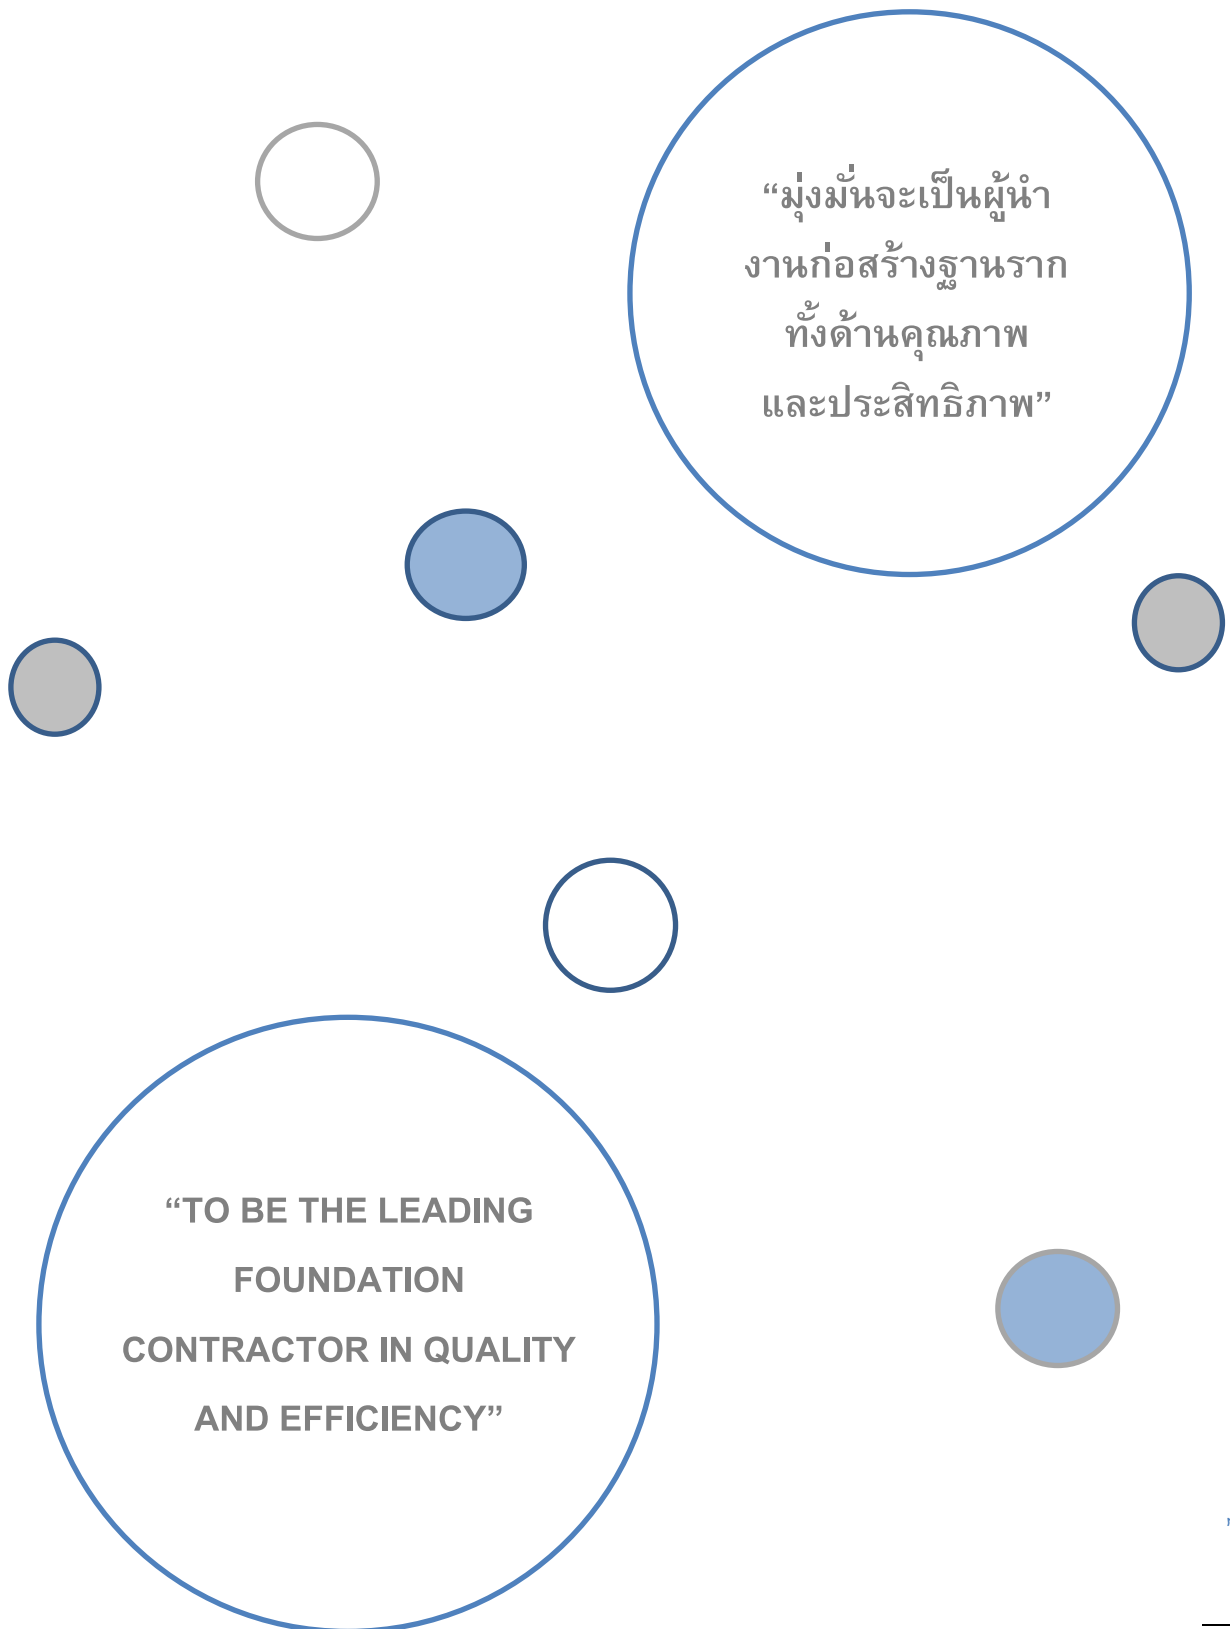 “มุ่งมั่นจะเป็นผู้นำ
งานก่อสร้างฐานราก
ทั้งด้านคุณภาพ
และประสิทธิภาพ”
“TO BE THE LEADING
FOUNDATION
CONTRACTOR IN QUALITY
AND EFFICIENCY”